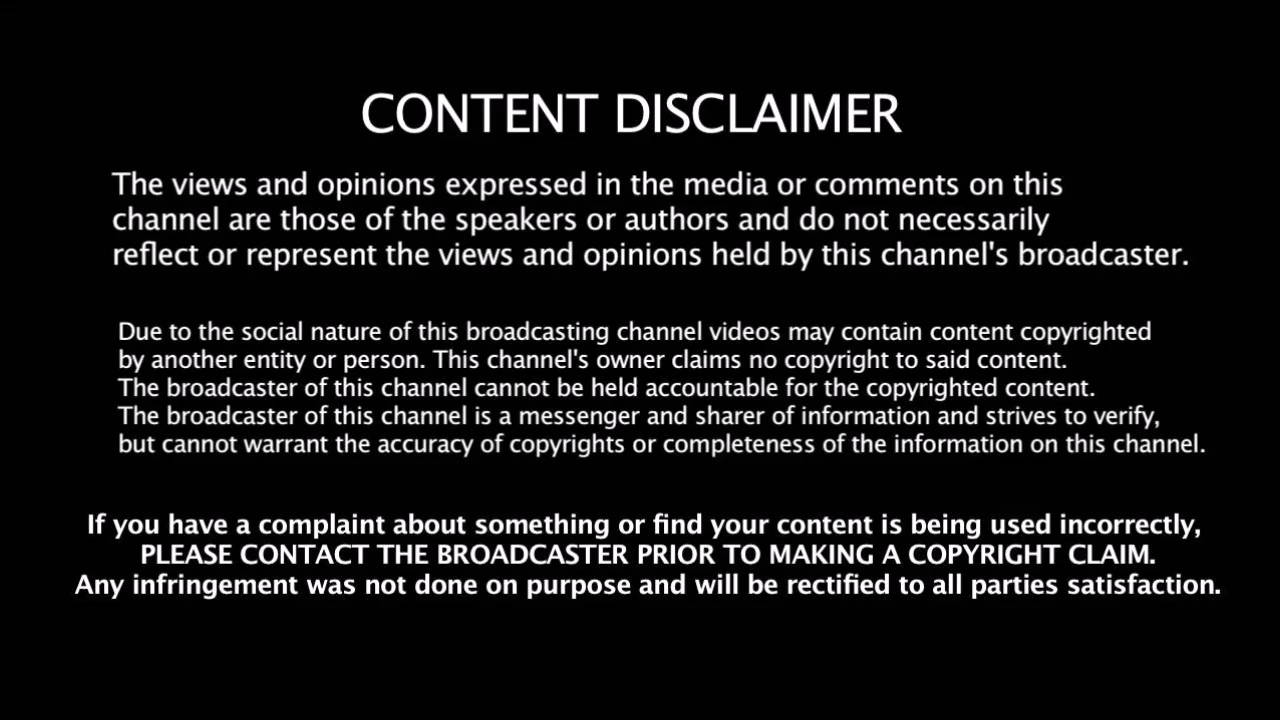 CONTENT DISCLAIMER
The views and opinions expressed in the media or comments on this
channel are those of the speakers or authors and do not necessarily
reflect or represent the views and opinions held by this channel's broadcaster.
Due to the social nature of this broadcasting channel videos may contain content copyrighted
by another entity or person. This channel's owner claims no copyright to said content.
The broadcaster of this channel cannot be held accountable for the copyrighted content.
The broadcaster of this channel is a messenger and sharer of information and strives to verify,
but cannot warrant the accuracy of copyrights or completeness of the information on this channel.
If you have a complaint about something or find your content is being used incorrectly,
PLEASE CONTACT THE BROADCASTER PRIOR TO MAKING A COPYRIGHT CLAIM.
Any infringement was not done on purpose and will be rectified to all parties satisfaction.